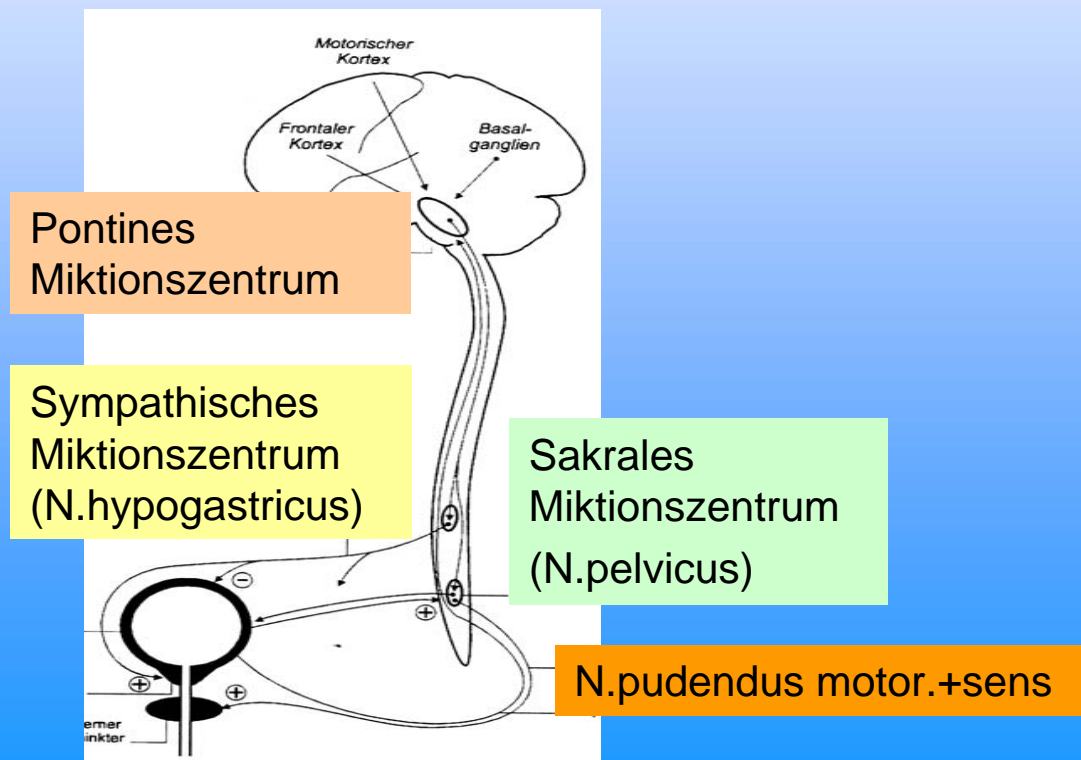 Motorischer
Kortex
Frontaler
Kortex
Basal-
ganglien
Pontines
Miktionszentrum
Sympathisches
Miktionszentrum
(N.hypogastricus)
Sakrales
Miktionszentrum
(N.pelvicus)
N.pudendus motor.+sens